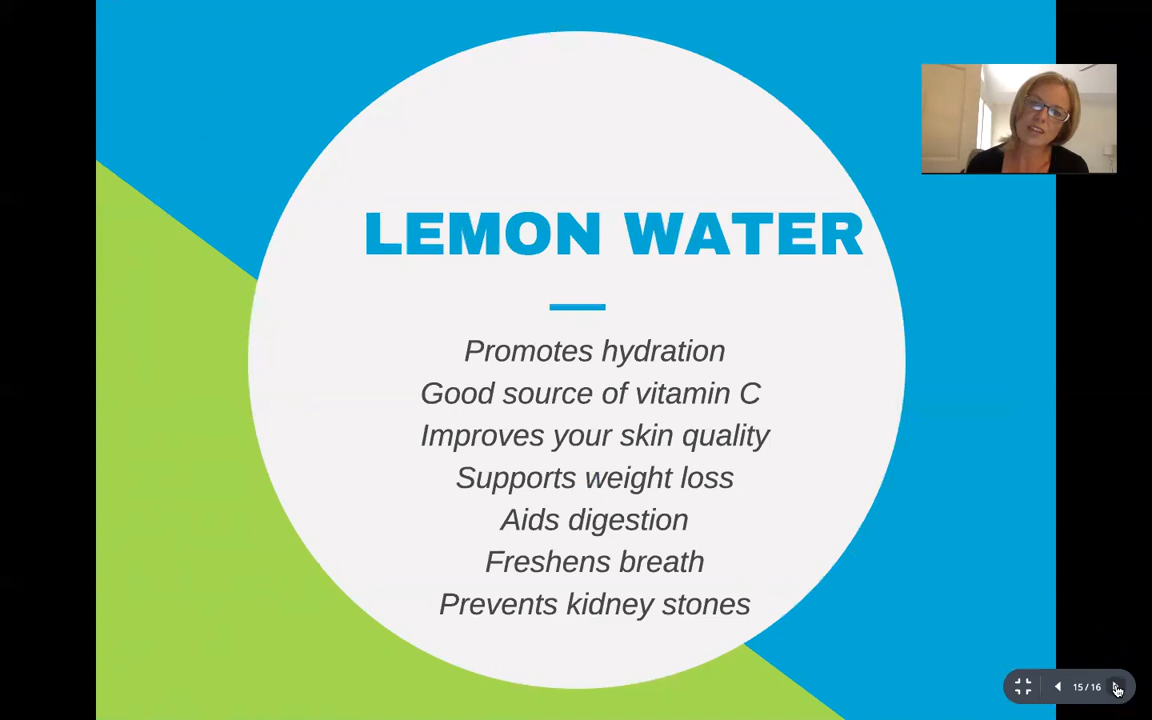 LEMON WATER
Promotes hydration
Good source of vitamin C
Improves your skin quality
Supports weight loss
Aids digestion
Freshens breath
Prevents kidney stones
15 / 16